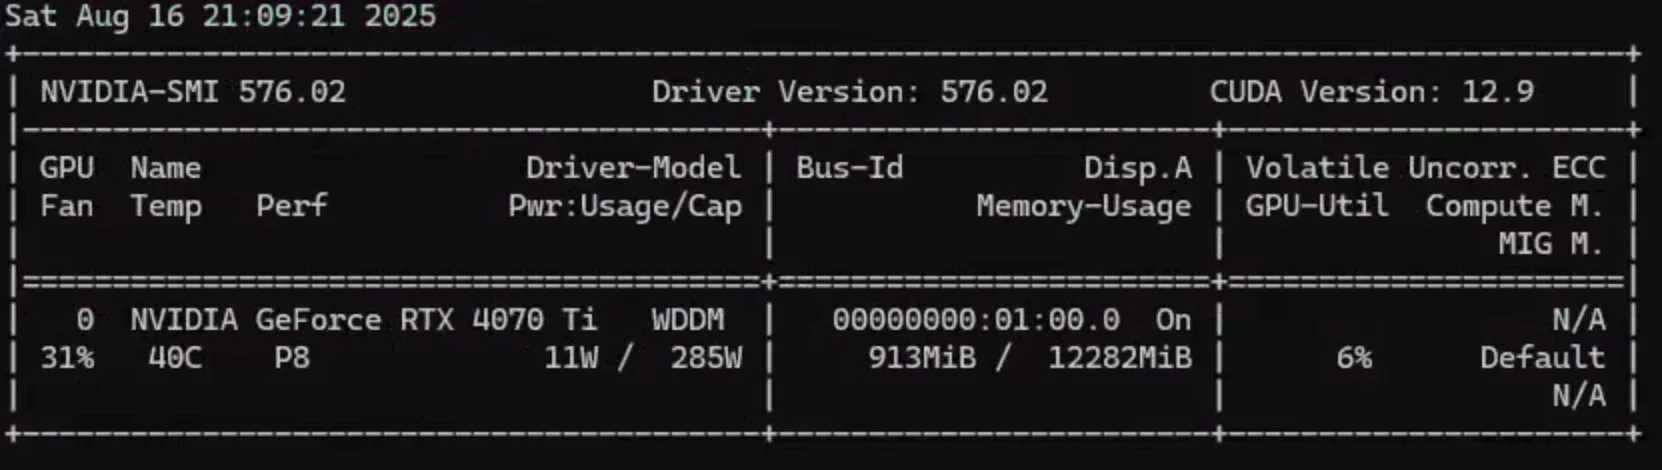 Sat Aug 16 21:09:21 2025
+-----------------------------------------------------------------------------------------+
| NVIDIA-SMI 576.02                 Driver Version: 576.02         CUDA Version: 12.9     |
|-----------------------------------------+------------------------+----------------------+
| GPU  Name                  Driver-Model | Bus-Id          Disp.A | Volatile Uncorr. ECC |
| Fan  Temp   Perf          Pwr:Usage/Cap |           Memory-Usage | GPU-Util  Compute M. |
|                                         |                        |               MIG M. |
|=========================================+========================+======================|
|   0  NVIDIA GeForce RTX 4070 Ti   WDDM  |   00000000:01:00.0  On |                  N/A |
| 31%   40C    P8             11W /  285W |     913MiB /  12282MiB |      6%      Default |
|                                         |                        |                  N/A |
+-----------------------------------------+------------------------+----------------------+